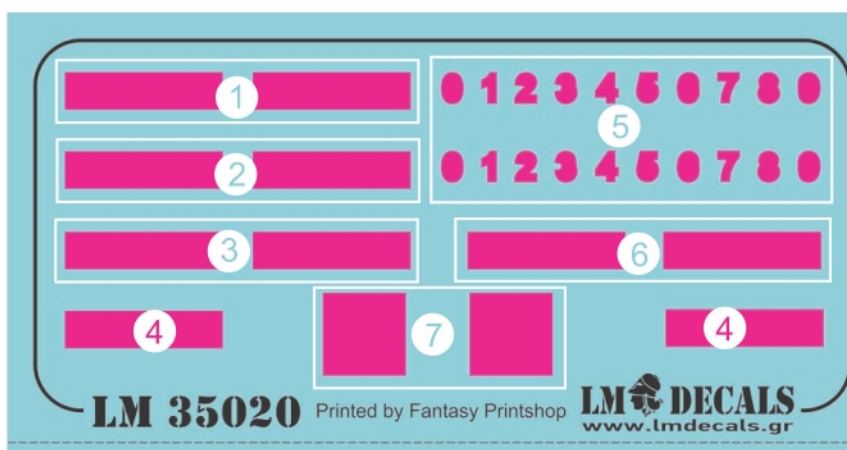 1
0 1 2 3 4 5 0 7 8 0
5
2
0 1 2 3 4 5 0 7 8 0
3
6
4
7
4
LM 35020
Printed by Fantasy Printshop
LM DECALS
www.lmdecals.gr